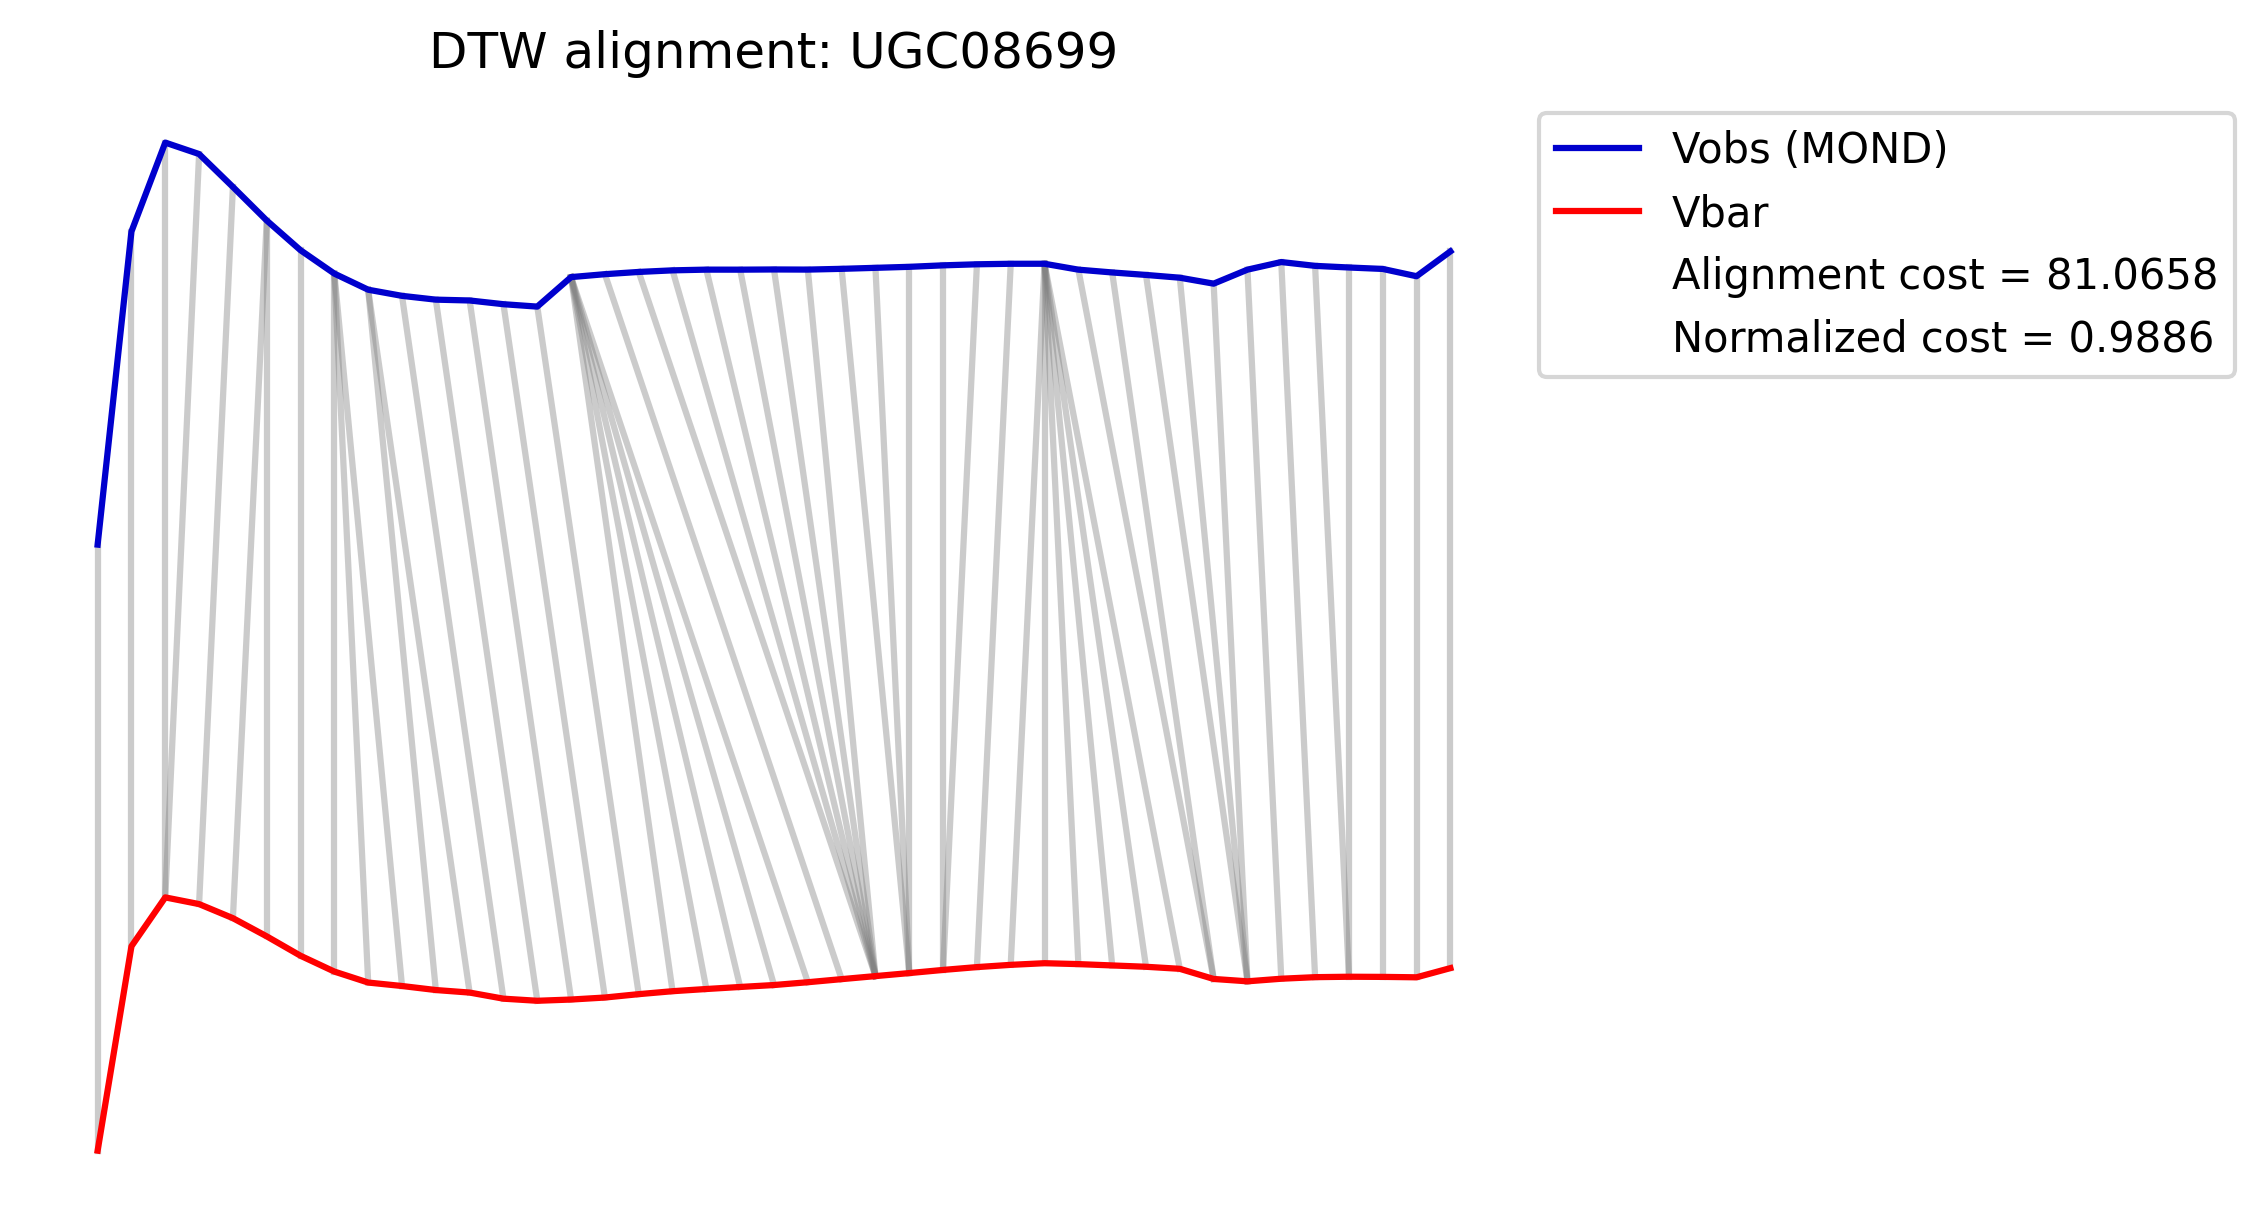 DTW alignment: UGC08699
Vobs (MOND)
Vbar
Alignment cost = 81.0658
Normalized cost = 0.9886